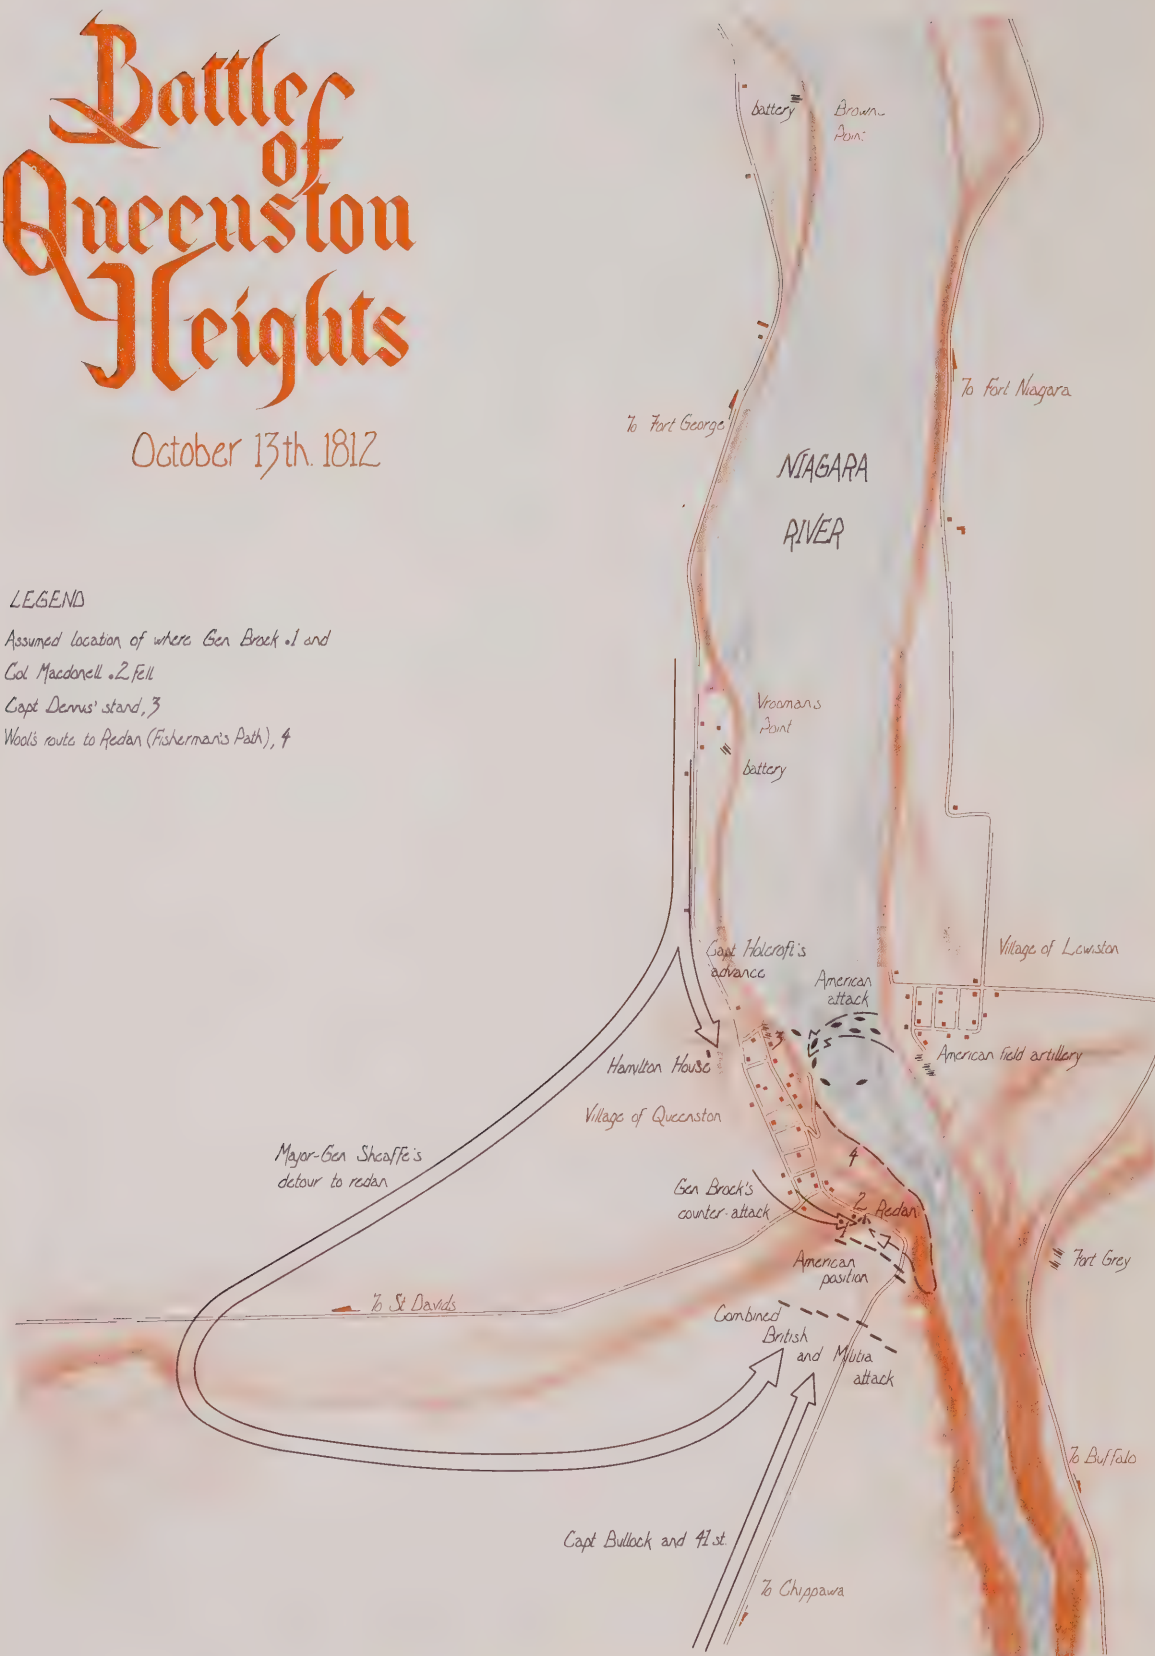 Battle
of
Queenston
Heights
October 13th. 1812
LEGEND
Assumed location of where Gen Brock .1 and
Col. Macdonell .2 fell
Capt Dennis' stand, 3
Wool's route to Redan (Fisherman's Path), 4
battery
Brown
Point
To Fort George
To Fort Niagara
NIAGARA
RIVER
Vrooman's
Point
battery
Capt Holcroft's
advance
Village of Lewiston
American
attack
3
American field artillery
Hamilton House
Village of Queenston
Major-Gen Sheaffe's
detour to redan
4
Gen Brock's
counter-attack
2
Redan
1
American
position
Fort Grey
To St Davids
Combined
British
and Militia
attack
To Buffalo
Capt Bullock and 41st.
To Chippawa